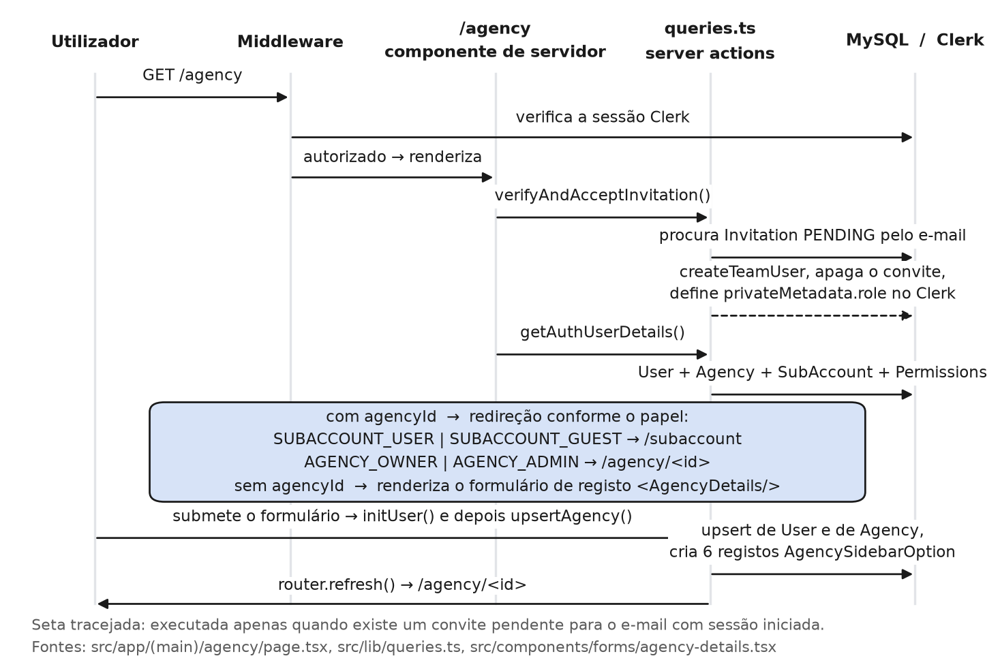 Utilizador
Middleware
/agency
componente de servidor
queries.ts
server actions
MySQL / Clerk
GET /agency
verifica a sessão Clerk
autorizado → renderiza
verifyAndAcceptInvitation()
procura Invitation PENDING pelo e-mail
createTeamUser, apaga o convite,
define privateMetadata.role no Clerk
getAuthUserDetails()
User + Agency + SubAccount + Permissions
com agencyId → redireção conforme o papel:
SUBACCOUNT_USER | SUBACCOUNT_GUEST → /subaccount
AGENCY_OWNER | AGENCY_ADMIN → /agency/<id>
sem agencyId → renderiza o formulário de registo <AgencyDetails/>
submete o formulário → initUser() e depois upsertAgency()
upsert de User e de Agency,
cria 6 registos AgencySidebarOption
router.refresh() → /agency/<id>
Seta tracejada: executada apenas quando existe um convite pendente para o e-mail com sessão iniciada.
Fontes: src/app/(main)/agency/page.tsx, src/lib/queries.ts, src/components/forms/agency-details.tsx